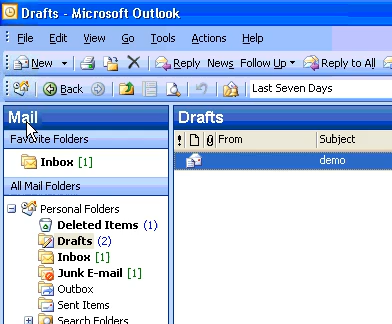 Drafts - Microsoft Outlook
File Edit View Go Tools Actions Help
New Reply News Follow Up Reply to All
Back Last Seven Days
Mail Drafts
Favorite Folders
! From Subject
Inbox [1] demo
All Mail Folders
Personal Folders
Deleted Items (1)
Drafts (2)
Inbox [1]
Junk E-mail [1]
Outbox
Sent Items
Search Folders